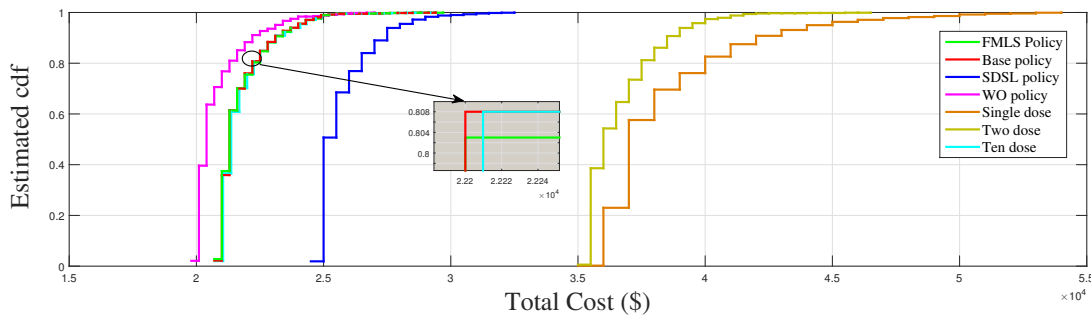 Estimated cdf
1
0.8
0.6
0.4
0.2
0
FMLS Policy
Base policy
SDSL policy
WO policy
Single dose
Two dose
Ten dose
0.808
0.804
0.8
2.22 2.222 2.224
×10⁴
1.5 2 2.5 3 3.5 4 4.5 5 5.5
×10⁴
Total Cost ($)